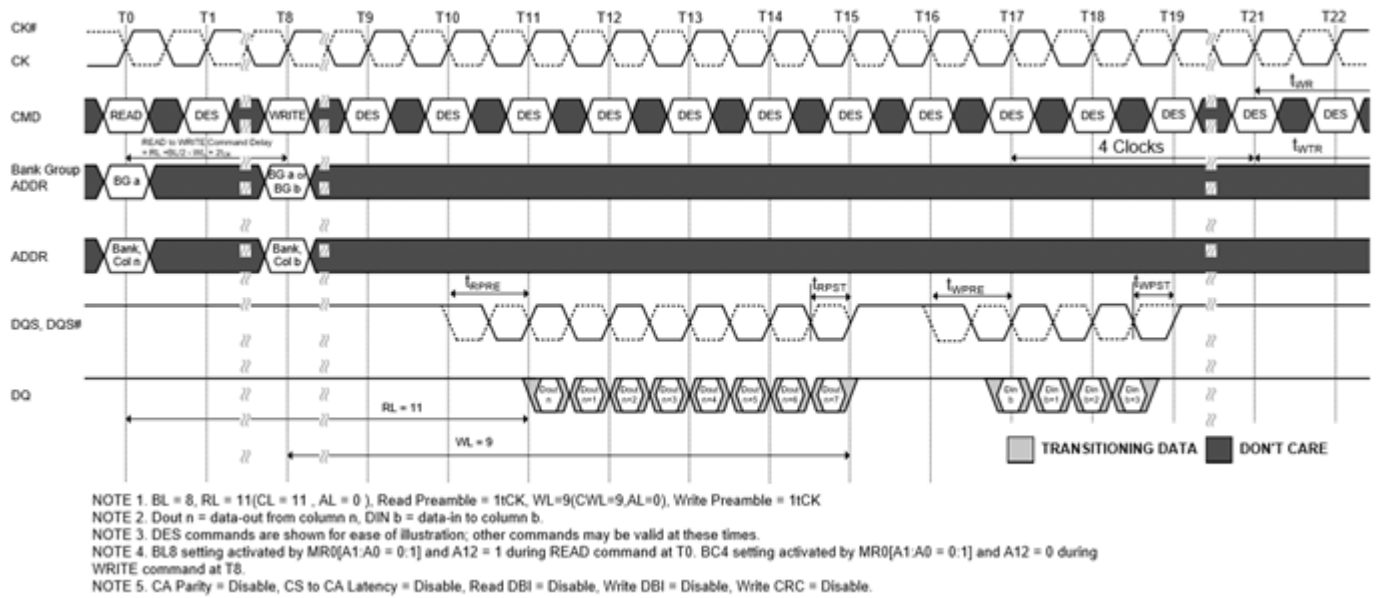 T0 T1 T8 T9 T10 T11 T12 T13 T14 T15 T16 T17 T18 T19 T21 T22
CK#
CK
tWR
CMD READ DES WRITE DES DES DES DES DES DES DES DES DES DES DES DES DES
READ to WRITE Command Delay
4 Clocks tWTR
Bank Group
ADDR
BG a
BG a or
BG b
ADDR
Bank,
Col n
Bank,
Col b
tRPRE tRPST tWPRE tWPST
DQS, DQS#
DQ
Dout
n
Dout
n+1
Dout
n+2
Dout
n+3
Dout
n+4
Dout
n+5
Dout
n+6
Dout
n+7
Din
b
Din
b+1
Din
b+2
Din
b+3
RL = 11
WL = 9
TRANSITIONING DATA DON'T CARE
NOTE 1. BL = 8, RL = 11(CL = 11 , AL = 0 ), Read Preamble = 1tCK, WL=9(CWL=9,AL=0), Write Preamble = 1tCK
NOTE 2. Dout n = data-out from column n, DIN b = data-in to column b.
NOTE 3. DES commands are shown for ease of illustration; other commands may be valid at these times.
NOTE 4. BL8 setting activated by MR0[A1:A0 = 0:1] and A12 = 1 during READ command at T0. BC4 setting activated by MR0[A1:A0 = 0:1] and A12 = 0 during
WRITE command at T8.
NOTE 5. CA Parity = Disable, CS to CA Latency = Disable, Read DBI = Disable, Write DBI = Disable, Write CRC = Disable.